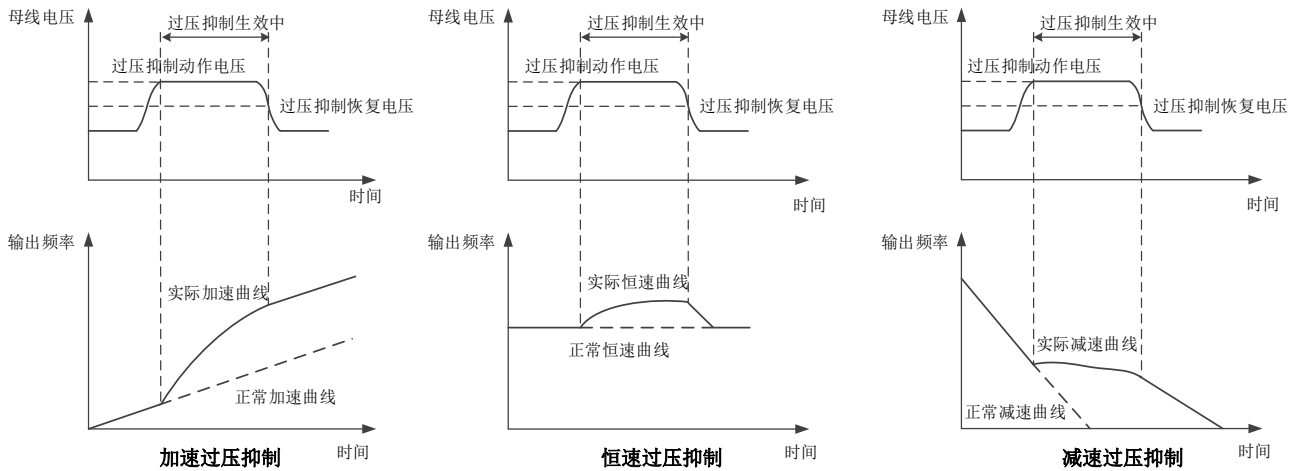 母线电压
过压抑制生效中
过压抑制动作电压
过压抑制恢复电压
时间
输出频率
实际加速曲线
正常加速曲线
时间
加速过压抑制
母线电压
过压抑制生效中
过压抑制动作电压
过压抑制恢复电压
时间
输出频率
实际恒速曲线
正常恒速曲线
时间
恒速过压抑制
母线电压
过压抑制生效中
过压抑制动作电压
过压抑制恢复电压
时间
输出频率
实际减速曲线
正常减速曲线
时间
减速过压抑制